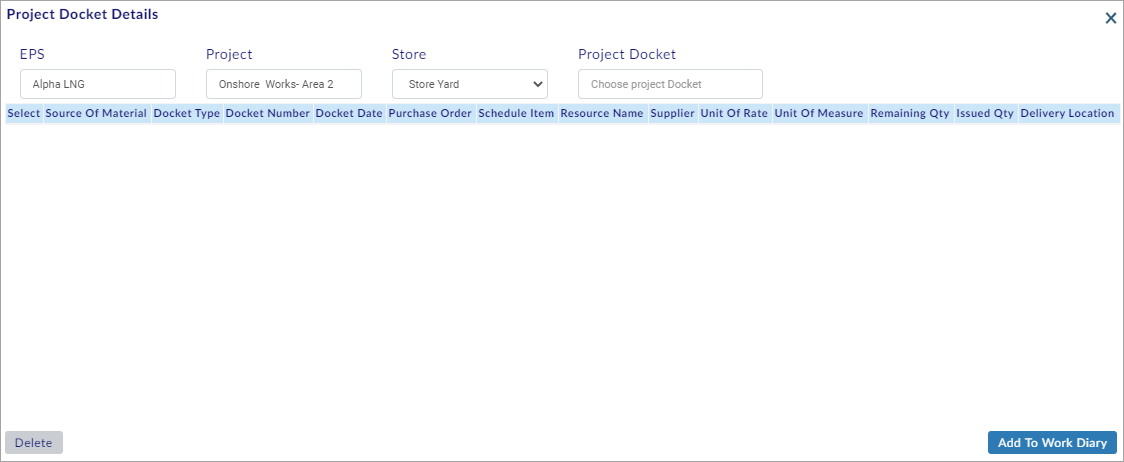 Project Docket Details
×
EPS Project Store Project Docket
Alpha LNG Onshore Works- Area 2 Store Yard Choose project Docket
Select Source Of Material Docket Type Docket Number Docket Date Purchase Order Schedule Item Resource Name Supplier Unit Of Rate Unit Of Measure Remaining Qty Issued Qty Delivery Location
Delete Add To Work Diary